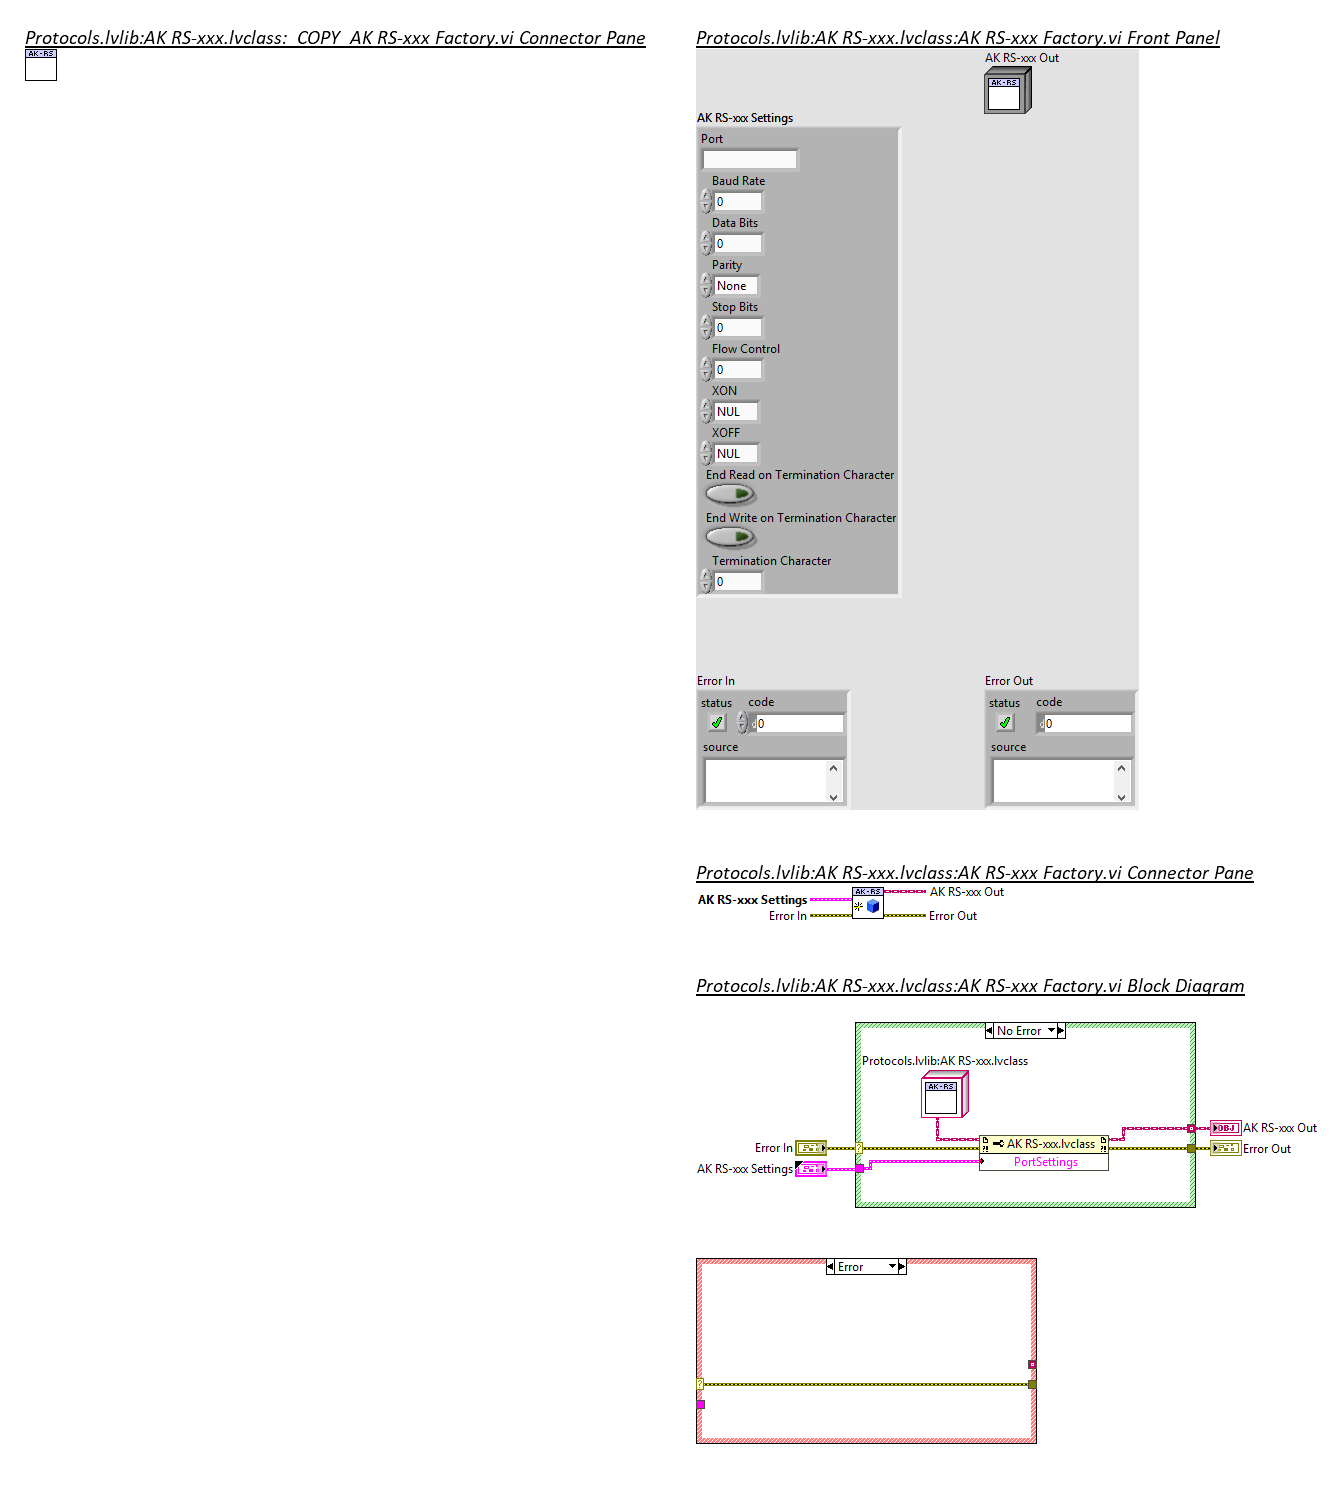 Protocols.lvlib:AK RS-xxx.lvclass:_COPY_AK RS-xxx Factory.vi Connector Pane
AK-RS
Protocols.lvlib:AK RS-xxx.lvclass:AK RS-xxx Factory.vi Front Panel
AK RS-xxx Out
AK-RS
AK RS-xxx Settings
Port
Baud Rate
0
Data Bits
0
Parity
None
Stop Bits
0
Flow Control
0
XON
NUL
XOFF
NUL
End Read on Termination Character
End Write on Termination Character
Termination Character
0
Error In
status code
d 0
source
Error Out
status code
d 0
source
Protocols.lvlib:AK RS-xxx.lvclass:AK RS-xxx Factory.vi Connector Pane
AK-RS
AK RS-xxx Out
AK RS-xxx Settings
Error In
Error Out
Protocols.lvlib:AK RS-xxx.lvclass:AK RS-xxx Factory.vi Block Diagram
No Error
Protocols.lvlib:AK RS-xxx.lvclass
AK-RS
OBJ AK RS-xxx Out
Error In ? ?! AK RS-xxx.lvclass ?! Error Out
AK RS-xxx Settings PortSettings
Error
?